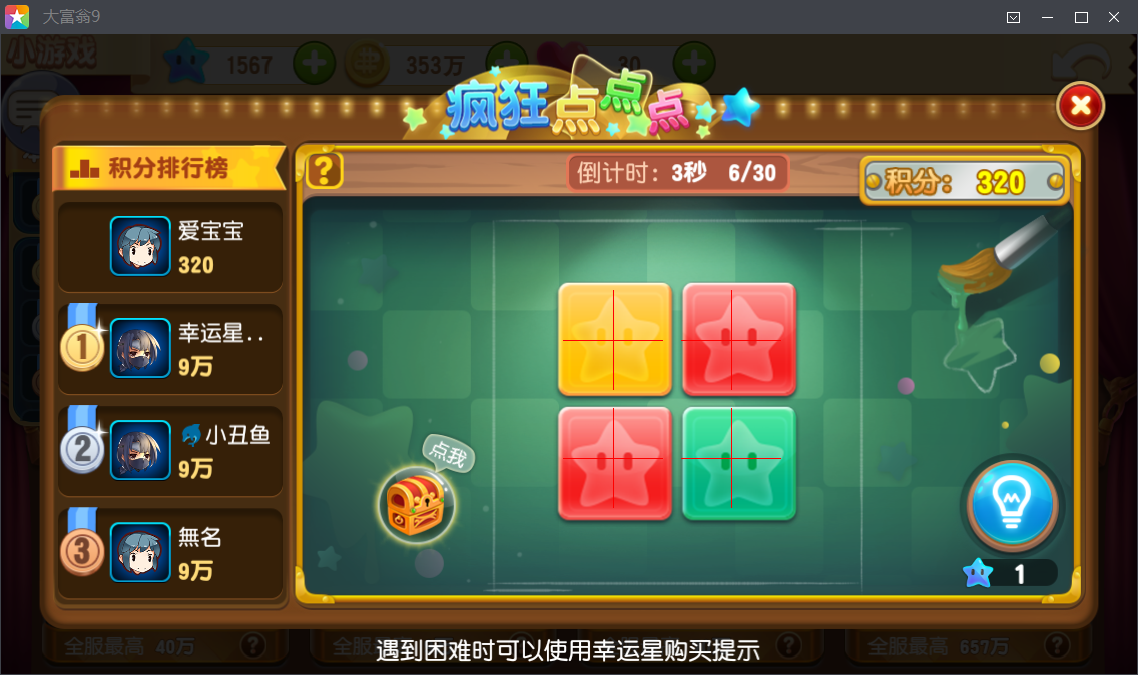 大富翁9
小游戏
1567
353万
30
疯狂点点点
积分排行榜
?
倒计时：3秒 6/30
积分： 320
爱宝宝
320
1
幸运星..
9万
2
小丑鱼
9万
3
無名
9万
点我
1
全服最高 40万 ?
全服
?
全服最高 657万 ?
遇到困难时可以使用幸运星购买提示